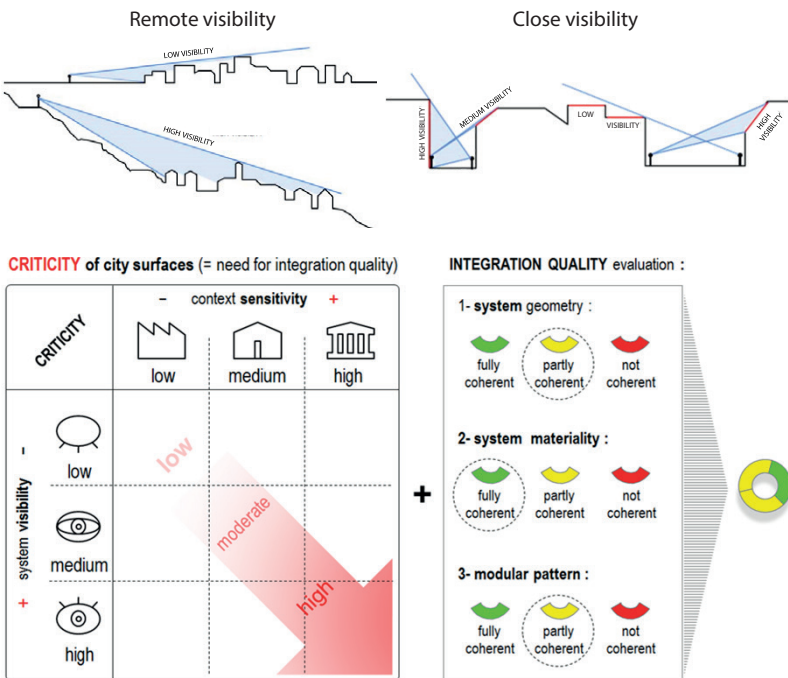 Remote visibility
Close visibility
LOW VISIBILITY
HIGH VISIBILITY
HIGH VISIBILITY
MEDIUM VISIBILITY
LOW
VISIBILITY
HIGH
VISIBILITY
CRITICITY of city surfaces (= need for integration quality)
CRITICITY
– context sensitivity +
low
medium
high
+ system visibility –
low
medium
high
low
moderate
high
+
INTEGRATION QUALITY evaluation :
1- system geometry :
fully
coherent
partly
coherent
not
coherent
2- system materiality :
fully
coherent
partly
coherent
not
coherent
3- modular pattern :
fully
coherent
partly
coherent
not
coherent